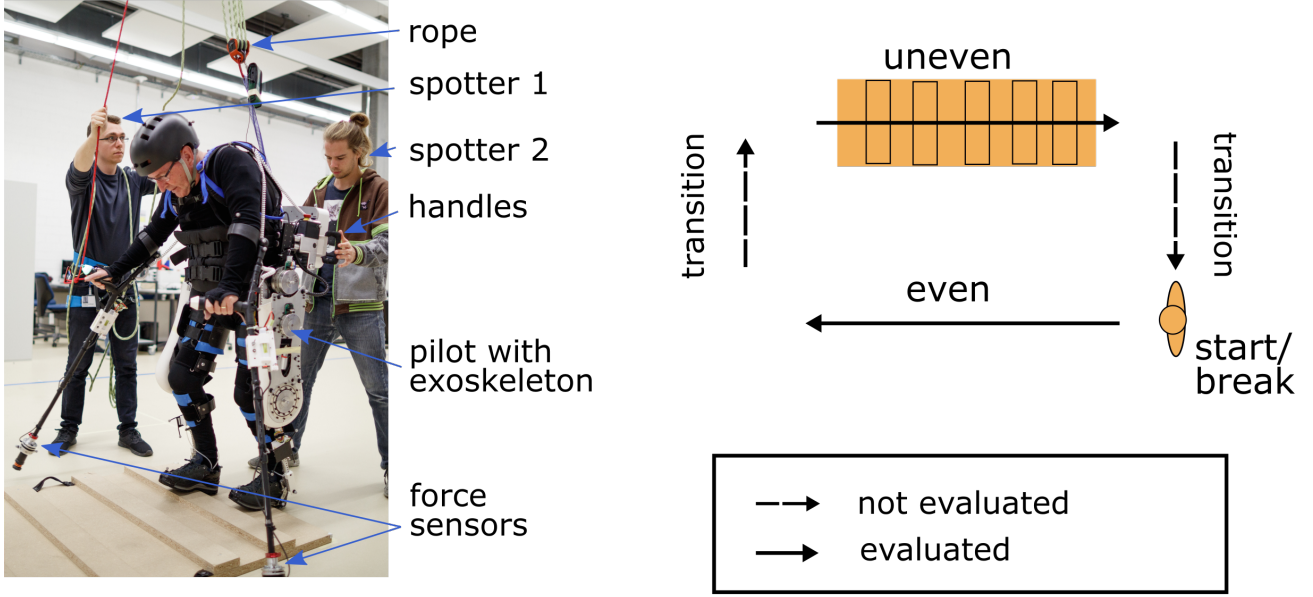 rope
spotter 1
spotter 2
handles
pilot with
exoskeleton
force
sensors
uneven
transition
transition
even
start/
break
not evaluated
evaluated